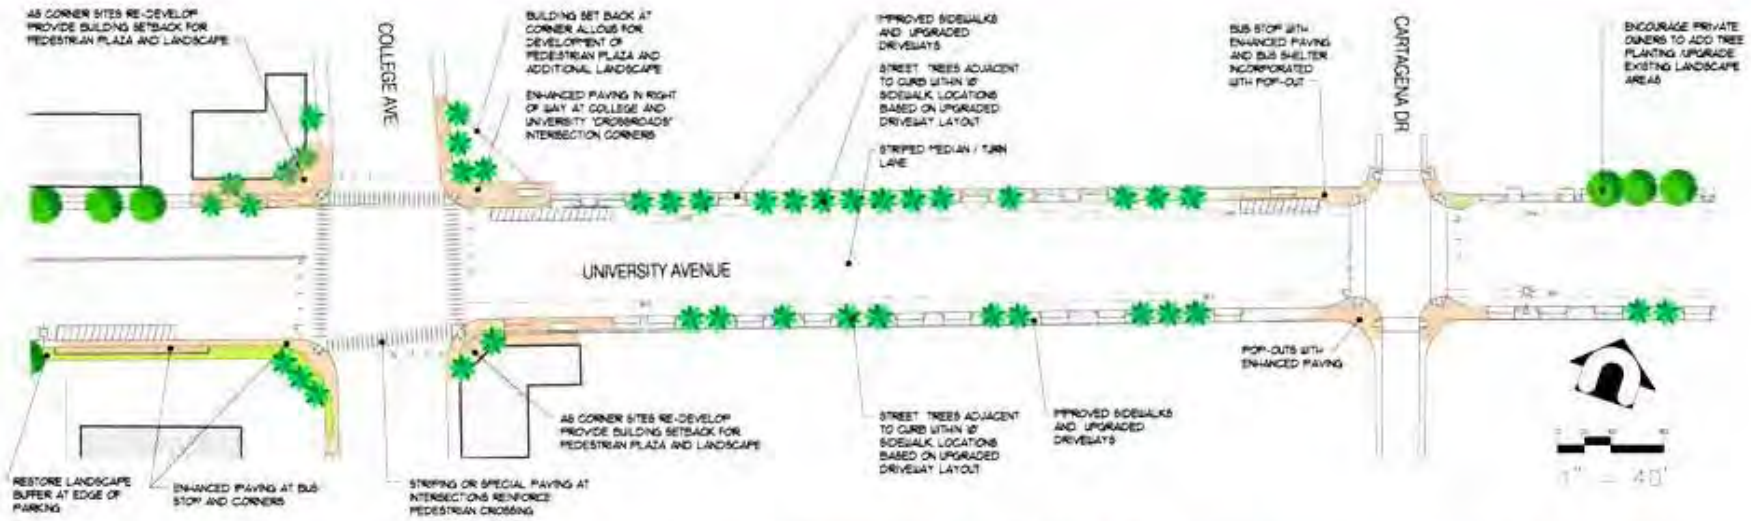 AS CORNER SITES RE-DEVELOP
PROVIDE BUILDING SETBACK FOR
PEDESTRIAN PLAZA AND LANDSCAPE
COLLEGE AVE
BUILDING SET BACK AT
CORNER ALLOWS FOR
DEVELOPMENT OF
PEDESTRIAN PLAZA AND
ADDITIONAL LANDSCAPE
ENHANCED PAVING IN RIGHT
OF WAY AT COLLEGE AND
UNIVERSITY "CROSSROADS"
INTERSECTION CORNERS
IMPROVED SIDEWALKS
AND UPGRADED
DRIVEWAYS
STREET TREES ADJACENT
TO CURB WITHIN 10'
SIDEWALK LOCATIONS
BASED ON UPGRADED
DRIVEWAY LAYOUT
STRIPED MEDIAN / TURN
LANE
BUS STOP WITH
ENHANCED PAVING
AND BUS SHELTER
INCORPORATED
WITH POP-OUT
CARTAGENA DR
ENCOURAGE PRIVATE
OWNERS TO ADD TREE
PLANTING /UPGRADE
EXISTING LANDSCAPE
AREAS
UNIVERSITY AVENUE
RESTORE LANDSCAPE
BUFFER AT EDGE OF
PARKING
ENHANCED PAVING AT BUS
STOP AND CORNERS
STRIPING OR SPECIAL PAVING AT
INTERSECTIONS REINFORCE
PEDESTRIAN CROSSING
AS CORNER SITES RE-DEVELOP
PROVIDE BUILDING SETBACK FOR
PEDESTRIAN PLAZA AND LANDSCAPE
STREET TREES ADJACENT
TO CURB WITHIN 10'
SIDEWALK LOCATIONS
BASED ON UPGRADED
DRIVEWAY LAYOUT
IMPROVED SIDEWALKS
AND UPGRADED
DRIVEWAYS
POP-OUTS WITH
ENHANCED PAVING
1" = 40'